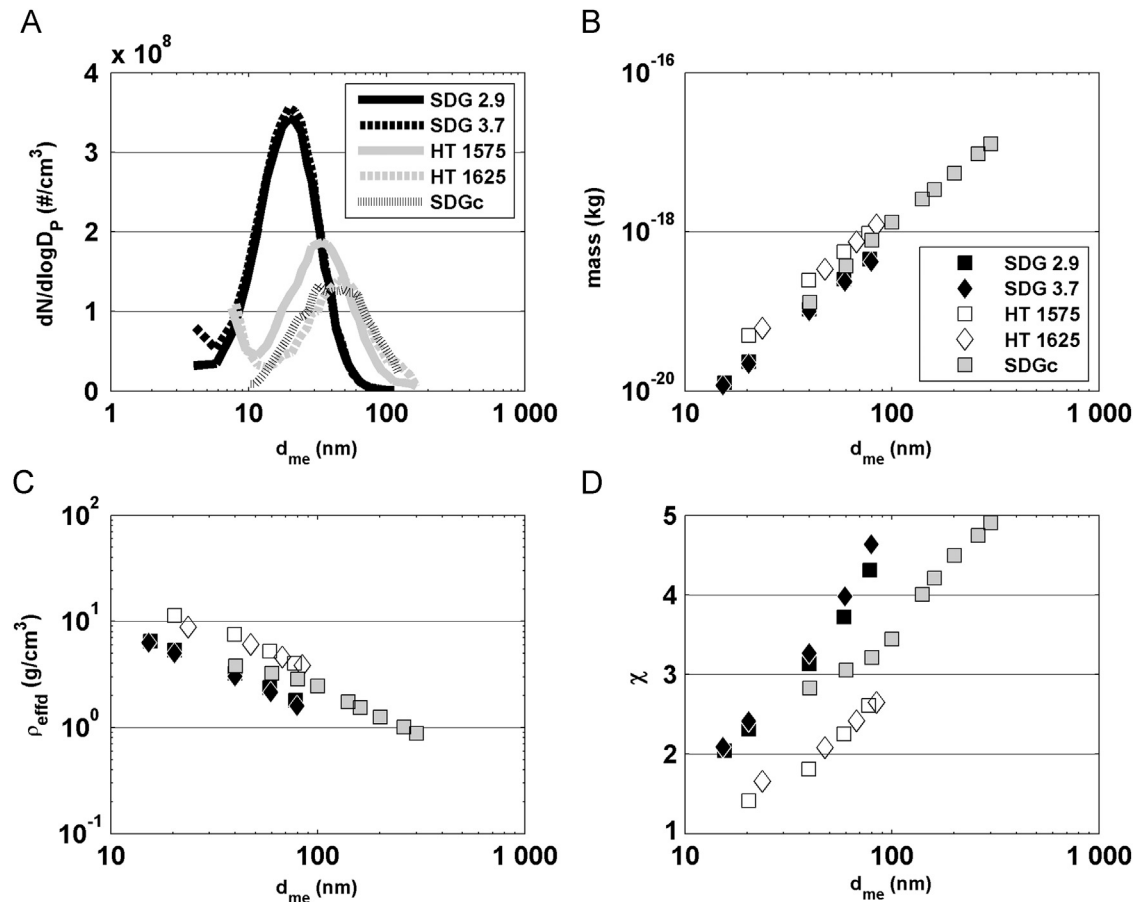 A
x 10^8
4
3
2
1
0
dN/dlogD_P (#/cm^3)
SDG 2.9
SDG 3.7
HT 1575
HT 1625
SDGc
1 10 100 1 000
d_me (nm)
B
10^-16
10^-18
10^-20
mass (kg)
SDG 2.9
SDG 3.7
HT 1575
HT 1625
SDGc
10 100 1 000
d_me (nm)
C
10^2
10^1
10^0
10^-1
ρ_effd (g/cm^3)
10 100 1 000
d_me (nm)
D
5
4
3
2
1
χ
10 100 1 000
d_me (nm)